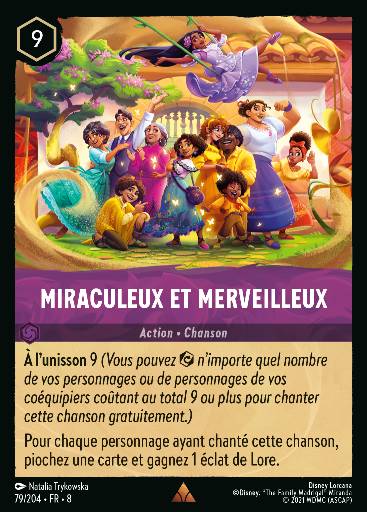 9
MIRACULEUX ET MERVEILLEUX
Action • Chanson
À l'unisson 9 (Vous pouvez n'importe quel nombre
de vos personnages ou de personnages de vos
coéquipiers coûtant au total 9 ou plus pour chanter
cette chanson gratuitement.)
Pour chaque personnage ayant chanté cette chanson,
piochez une carte et gagnez 1 éclat de Lore.
Natalia Trykowska
79/204 • FR • 8
Disney Lorcana
©Disney. "The Family Madrigal" Miranda
© 2021 WDMC (ASCAP)